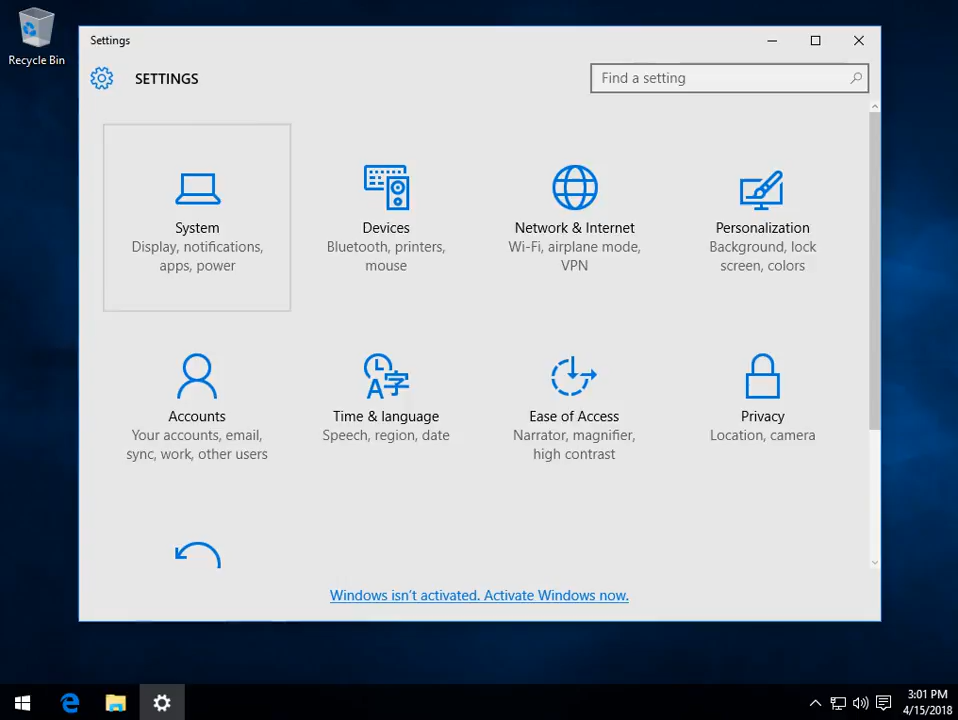 Recycle Bin
Settings
SETTINGS
Find a setting
System
Display, notifications,
apps, power
Devices
Bluetooth, printers,
mouse
Network & Internet
Wi-Fi, airplane mode,
VPN
Personalization
Background, lock
screen, colors
Accounts
Your accounts, email,
sync, work, other users
Time & language
Speech, region, date
Ease of Access
Narrator, magnifier,
high contrast
Privacy
Location, camera
Windows isn't activated. Activate Windows now.
3:01 PM
4/15/2018